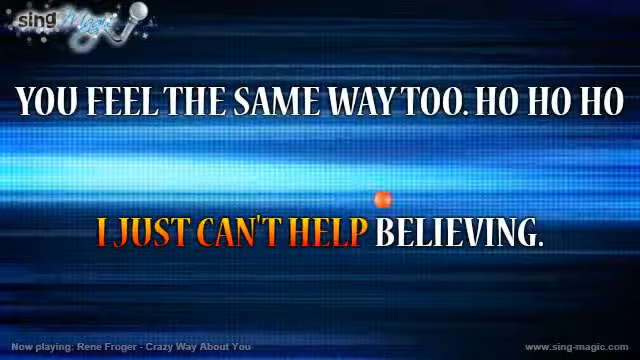 sing Magic
YOU FEEL THE SAME WAY TOO. HO HO HO
I JUST CAN'T HELP BELIEVING.
Now playing: Rene Froger - Crazy Way About You
www.sing-magic.com